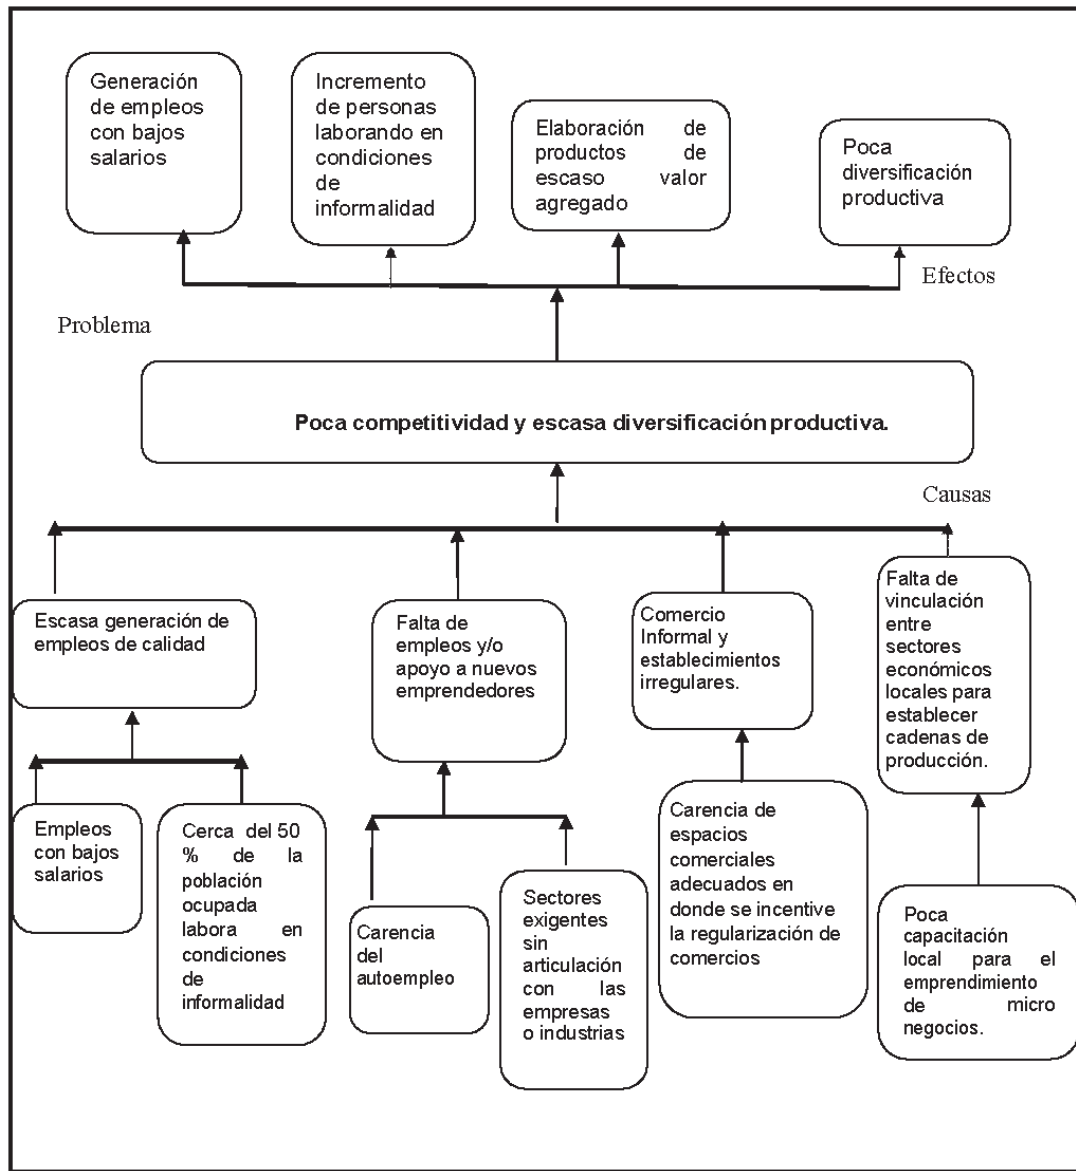 Generación
de empleos
con bajos
salarios
Incremento
de personas
laborando en
condiciones
de
informalidad
Elaboración de
productos de
escaso valor
agregado
Poca
diversificación
productiva
Efectos
Problema
Poca competitividad y escasa diversificación productiva.
Causas
Escasa generación de
empleos de calidad
Falta de
empleos y/o
apoyo a nuevos
emprendedores
Comercio
Informal y
establecimientos
irregulares.
Falta de
vinculación
entre
sectores
económicos
locales para
establecer
cadenas de
producción.
Empleos
con bajos
salarios
Cerca del 50
% de la
población
ocupada
labora en
condiciones
de
informalidad
Carencia
del
autoempleo
Sectores
exigentes
sin
articulación
con las
empresas
o industrias
Carencia de
espacios
comerciales
adecuados en
donde se incentive
la regularización de
comercios
Poca
capacitación
local para el
emprendimiento
de micro
negocios.